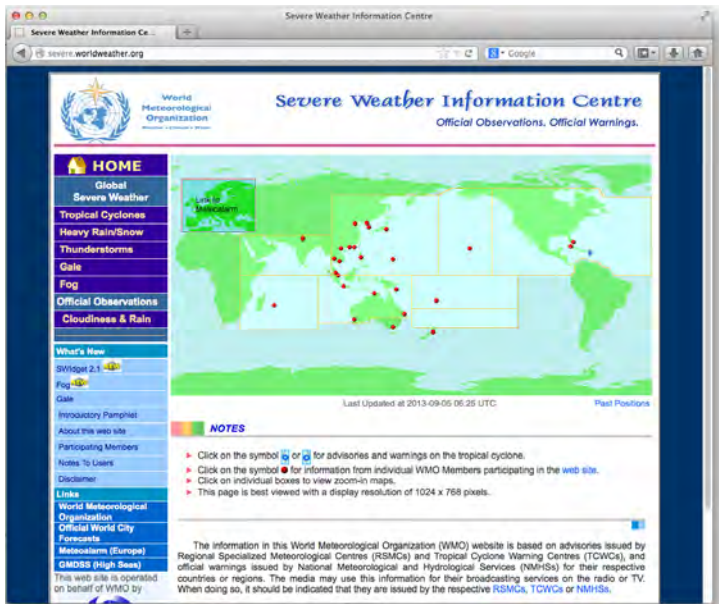 Severe Weather Information Centre
Severe Weather Information Ce...
severe.worldweather.org
Google
World
Meteorological
Organization
Weather • Climate • Water
Severe Weather Information Centre
Official Observations. Official Warnings.
HOME
Global
Severe Weather
Tropical Cyclones
Heavy Rain/Snow
Thunderstorms
Gale
Fog
Official Observations
Cloudiness & Rain
What's New
SWIdget 2.1
Fog
Gale
Introductory Pamphlet
About this web site
Participating Members
Notes To Users
Disclaimer
Links
World Meteorological
Organization
Official World City
Forecasts
Meteoalarm (Europe)
GMDSS (High Seas)
This web site is operated
on behalf of WMO by
Link to
Meteoalarm
Last Updated at 2013-09-05 06:25 UTC.
Past Positions
NOTES
Click on the symbol or for advisories and warnings on the tropical cyclone.
Click on the symbol for information from individual WMO Members participating in the web site.
Click on individual boxes to view zoom-in maps.
This page is best viewed with a display resolution of 1024 x 768 pixels.
The information in this World Meteorological Organization (WMO) website is based on advisories issued by
Regional Specialized Meteorological Centres (RSMCs) and Tropical Cyclone Warning Centres (TCWCs), and
official warnings issued by National Meteorological and Hydrological Services (NMHSs) for their respective
countries or regions. The media may use this information for their broadcasting services on the radio or TV.
When doing so, it should be indicated that they are issued by the respective RSMCs, TCWCs or NMHSs.